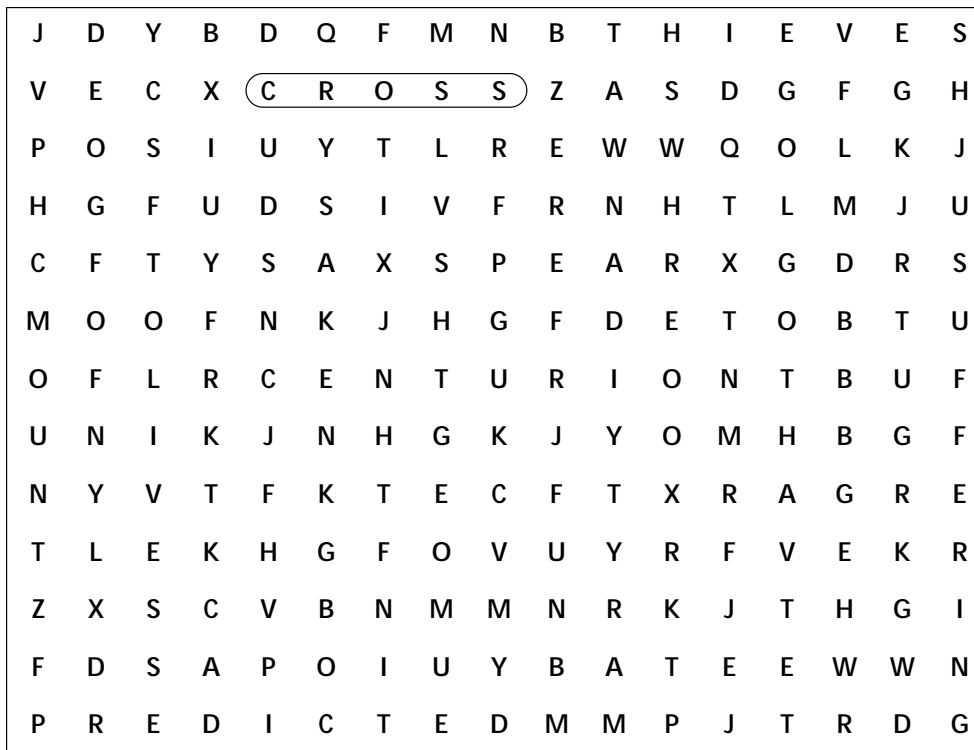 J D Y B D Q F M N B T H I E V E S
V E C X C R O S S Z A S D G F G H
P O S I U Y T L R E W W Q O L K J
H G F U D S I V F R N H T L M J U
C F T Y S A X S P E A R X G D R S
M O O F N K J H G F D E T O B T U
O F L R C E N T U R I O N T B U F
U N I K J N H G K J Y O M H B G F
N Y V T F K T E C F T X R A G R E
T L E K H G F O V U Y R F V E K R
Z X S C V B N M M N R K J T H G I
F D S A P O I U Y B A T E E W W N
P R E D I C T E D M M P J T R D G